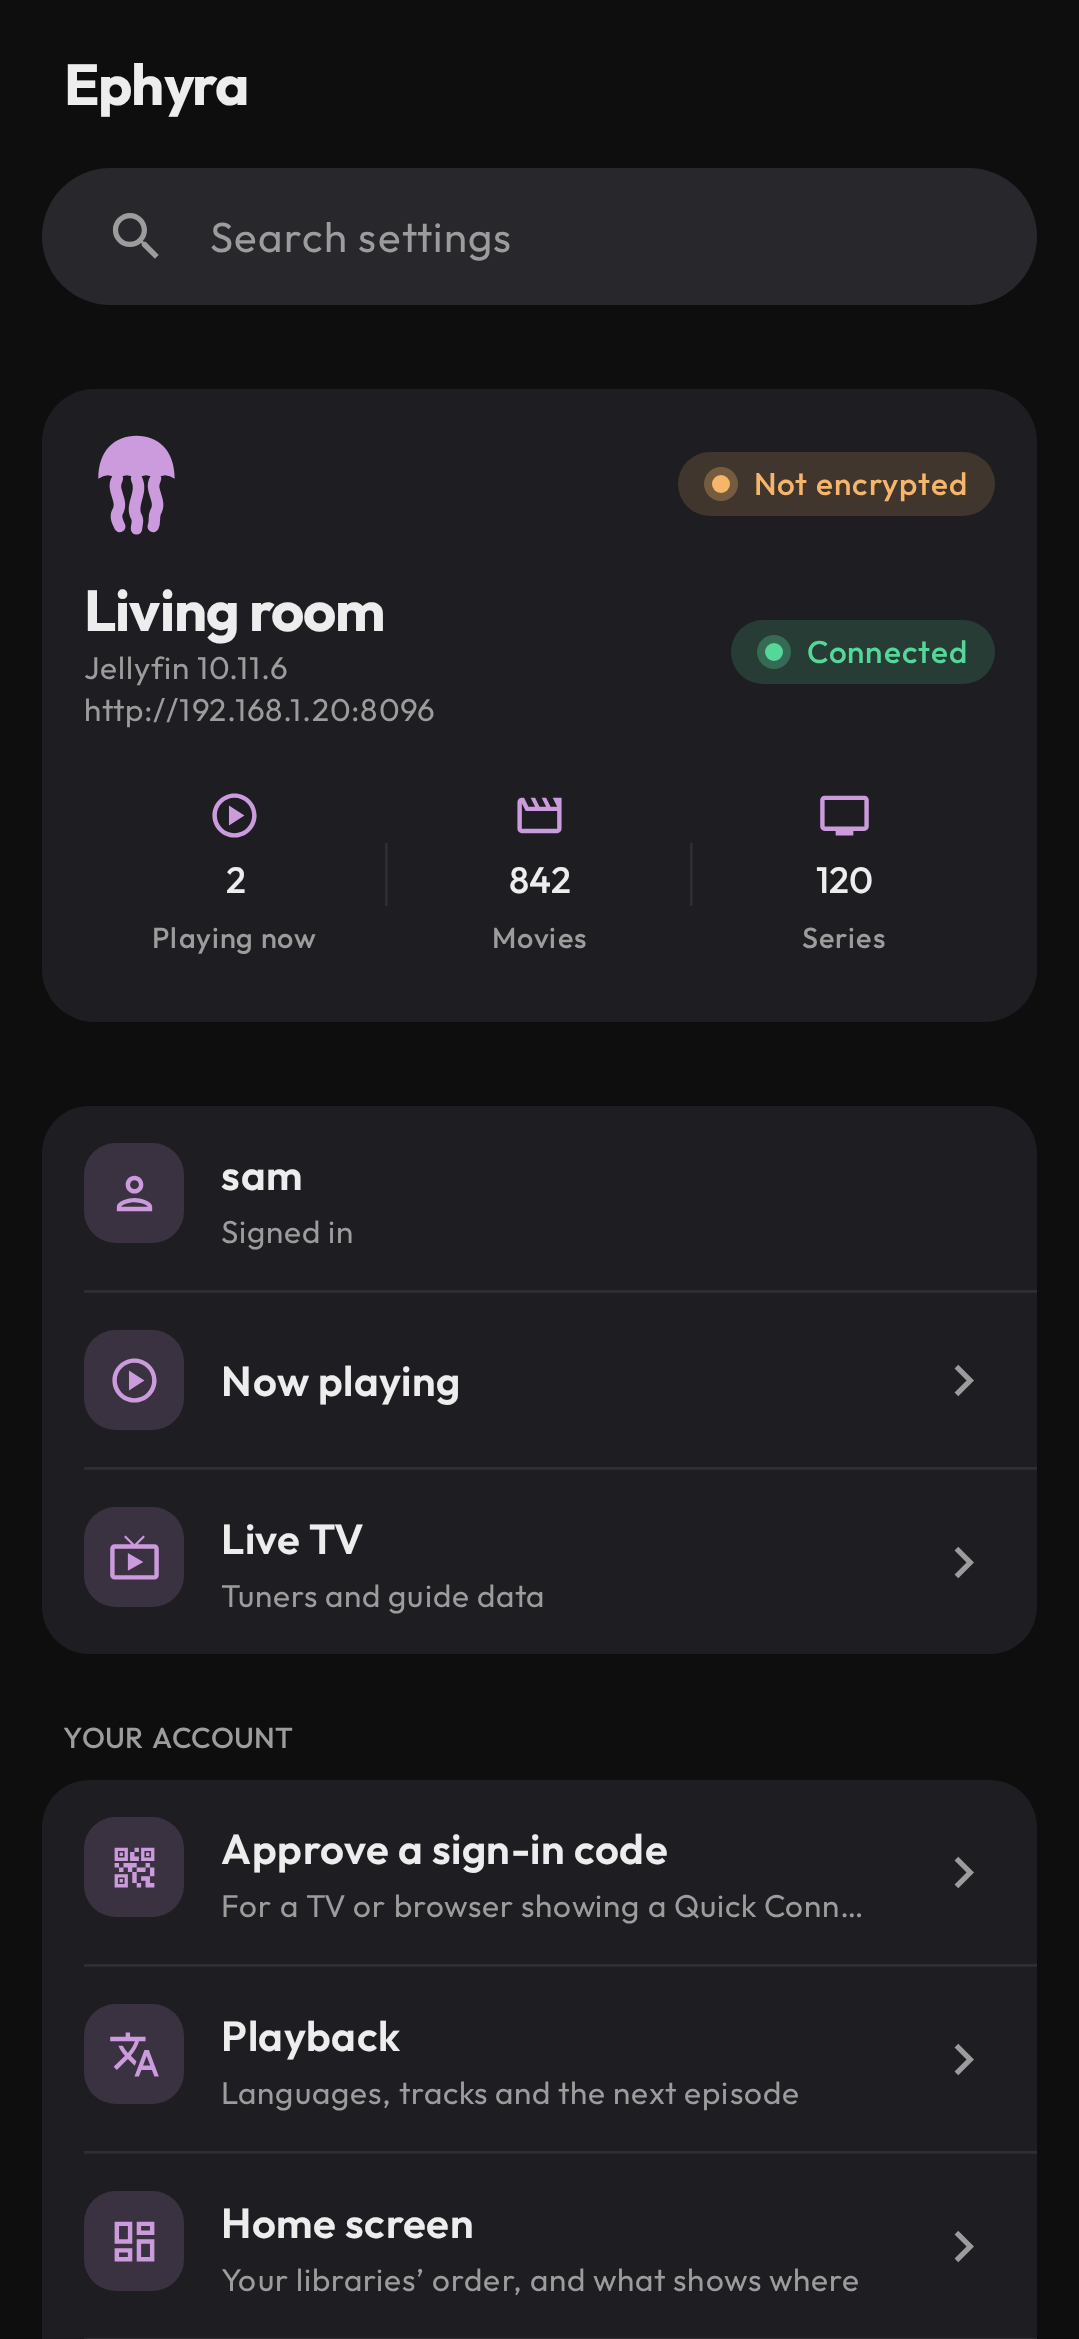 Ephyra
Search settings
Not encrypted
Living room
Connected
Jellyfin 10.11.6
http://192.168.1.20:8096
2
842
120
Playing now
Movies
Series
sam
Signed in
Now playing
Live TV
Tuners and guide data
YOUR ACCOUNT
Approve a sign-in code
For a TV or browser showing a Quick Conn…
Playback
Languages, tracks and the next episode
Home screen
Your libraries’ order, and what shows where